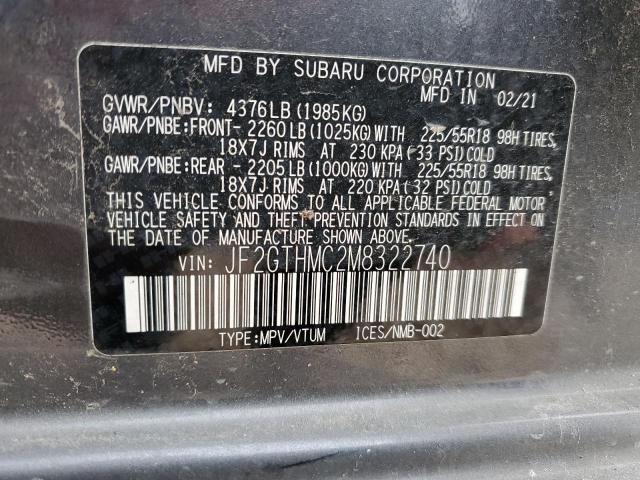 MFD BY SUBARU CORPORATION
MFD IN 02/21
GVWR/PNBV: 4376LB (1985KG)
GAWR/PNBE:FRONT- 2260 LB (1025KG) WITH 225/55R18 98H TIRES,
18X7J RIMS AT 230 KPA (33 PSI) COLD
GAWR/PNBE:REAR - 2205 LB (1000KG) WITH 225/55R18 98H TIRES,
18X7J RIMS AT 220 KPA (32 PSI) COLD
THIS VEHICLE CONFORMS TO ALL APPLICABLE FEDERAL MOTOR
VEHICLE SAFETY AND THEFT PREVENTION STANDARDS IN EFFECT ON
THE DATE OF MANUFACTURE SHOWN ABOVE.
VIN: JF2GTHMC2M8322740
TYPE:MPV/VTUM ICES/NMB-002